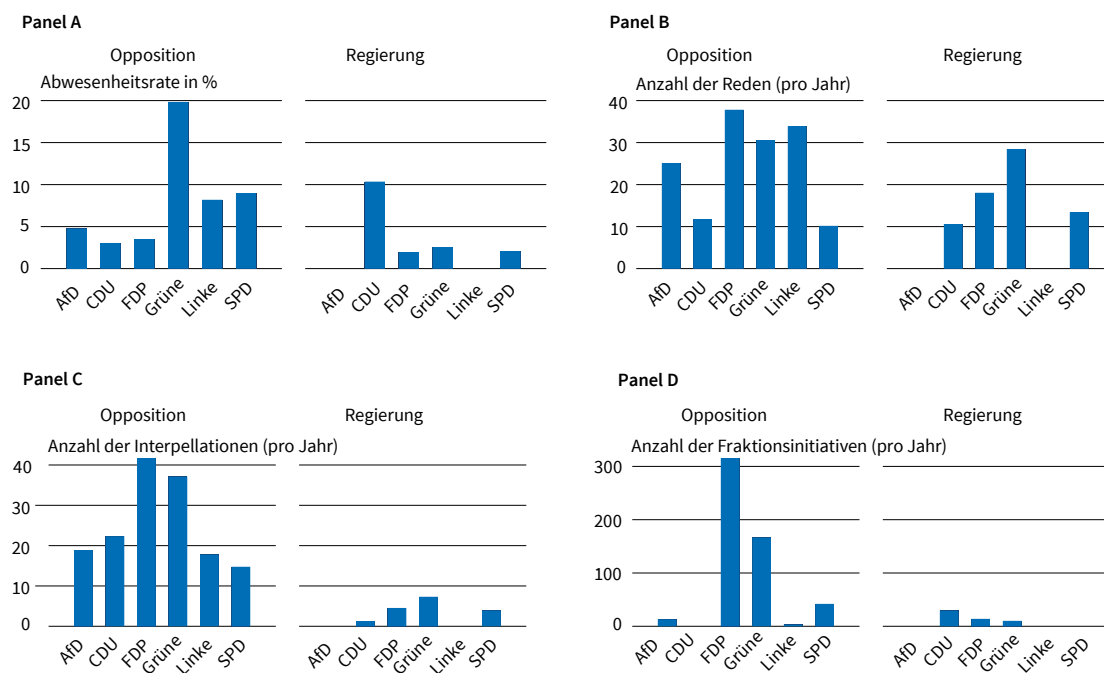 Panel A
Opposition
Regierung
Abwesenheitsrate in %
20
15
10
5
0
AfD
CDU
FDP
Grüne
Linke
SPD
AfD
CDU
FDP
Grüne
Linke
SPD
Panel B
Opposition
Regierung
Anzahl der Reden (pro Jahr)
40
30
20
10
0
AfD
CDU
FDP
Grüne
Linke
SPD
AfD
CDU
FDP
Grüne
Linke
SPD
Panel C
Opposition
Regierung
Anzahl der Interpellationen (pro Jahr)
40
30
20
10
0
AfD
CDU
FDP
Grüne
Linke
SPD
AfD
CDU
FDP
Grüne
Linke
SPD
Panel D
Opposition
Regierung
Anzahl der Fraktionsinitiativen (pro Jahr)
300
200
100
0
AfD
CDU
FDP
Grüne
Linke
SPD
AfD
CDU
FDP
Grüne
Linke
SPD